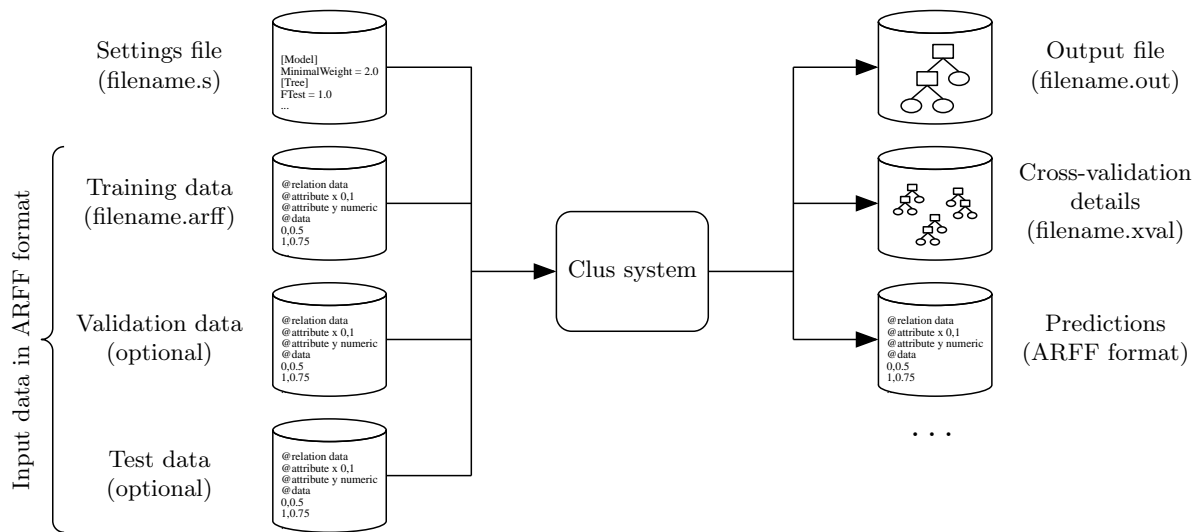 Settings file
(filename.s)
[Model]
MinimalWeight = 2.0
[Tree]
FTest = 1.0
...
Input data in ARFF format
Training data
(filename.arff)
@relation data
@attribute x 0,1
@attribute y numeric
@data
0,0.5
1,0.75
Validation data
(optional)
@relation data
@attribute x 0,1
@attribute y numeric
@data
0,0.5
1,0.75
Test data
(optional)
@relation data
@attribute x 0,1
@attribute y numeric
@data
0,0.5
1,0.75
Clus system
Output file
(filename.out)
Cross-validation
details
(filename.xval)
@relation data
@attribute x 0,1
@attribute y numeric
@data
0,0.5
1,0.75
Predictions
(ARFF format)
. . .